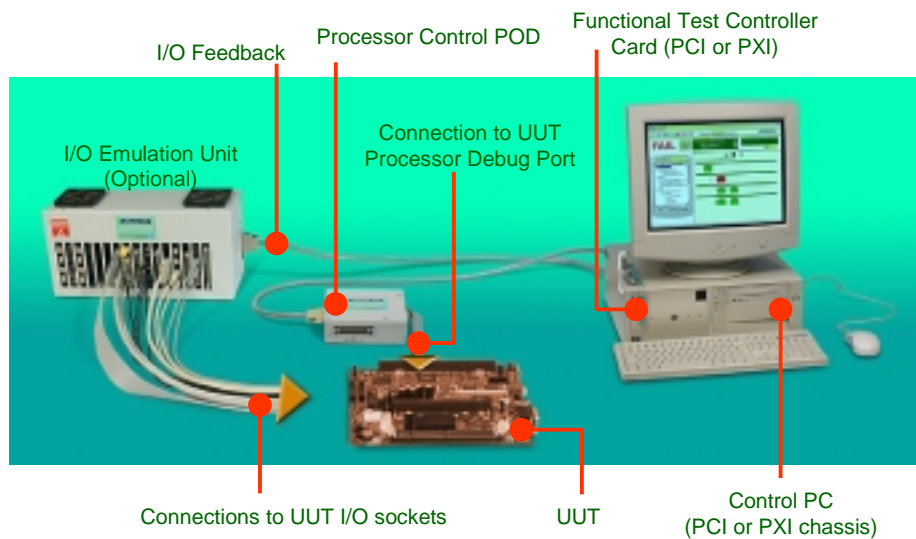 Functional Test Controller
Card (PCI or PXI)
Processor Control POD
I/O Feedback
Connection to UUT
Processor Debug Port
I/O Emulation Unit
(Optional)
FAIL
Connections to UUT I/O sockets
UUT
Control PC
(PCI or PXI chassis)